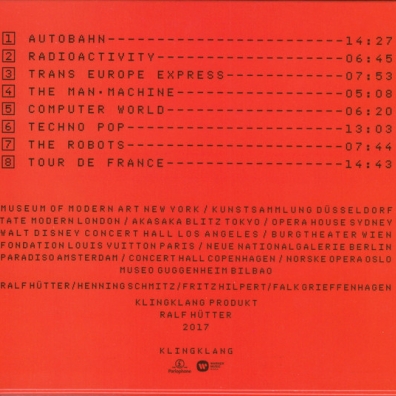 1 AUTOBAHN---------------------------14:27
2 RADIOACTIVITY---------------------06:45
3 TRANS EUROPE EXPRESS-------------07:53
4 THE MAN·MACHINE-------------------05:08
5 COMPUTER WORLD--------------------06:20
6 TECHNO POP-------------------------13:03
7 THE ROBOTS-------------------------07:44
8 TOUR DE FRANCE--------------------14:43
MUSEUM OF MODERN ART NEW YORK / KUNSTSAMMLUNG DÜSSELDORF
TATE MODERN LONDON / AKASAKA BLITZ TOKYO / OPERA HOUSE SYDNEY
WALT DISNEY CONCERT HALL LOS ANGELES / BURGTHEATER WIEN
FONDATION LOUIS VUITTON PARIS / NEUE NATIONALGALERIE BERLIN
PARADISO AMSTERDAM / CONCERT HALL COPENHAGEN / NORSKE OPERA OSLO
MUSEO GUGGENHEIM BILBAO
RALF HÜTTER / HENNING SCHMITZ / FRITZ HILPERT / FALK GRIEFFENHAGEN
KLINGKLANG PRODUKT
RALF HÜTTER
2017
KLINGKLANG
Parlophone